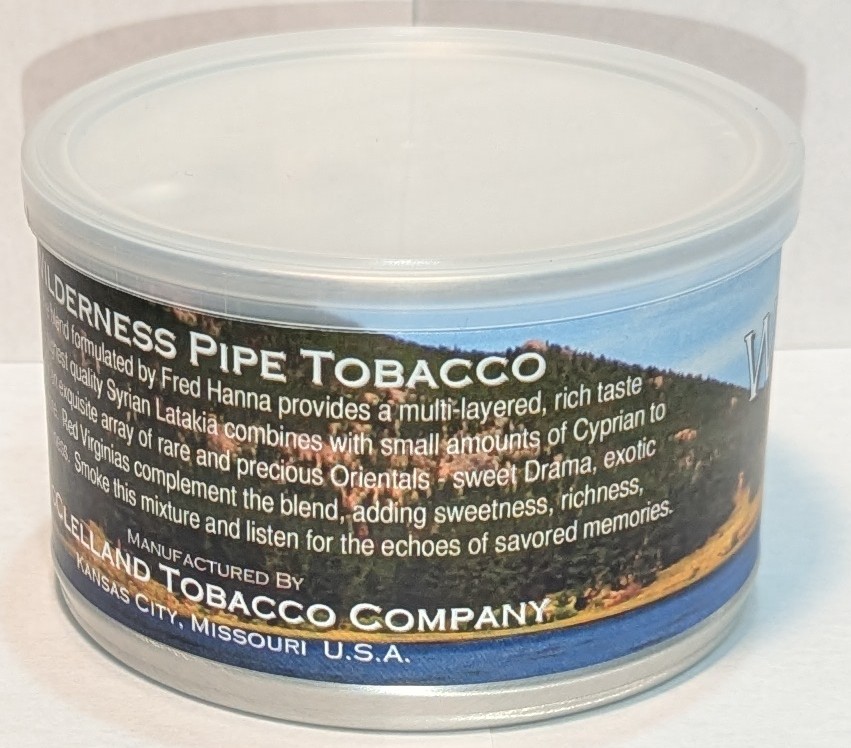 WILDERNESS PIPE TOBACCO
blend formulated by Fred Hanna provides a multi-layered, rich taste
quality Syrian Latakia combines with small amounts of Cyprian to
exquisite array of rare and precious Orientals - sweet Drama, exotic
Red Virginias complement the blend, adding sweetness, richness,
Smoke this mixture and listen for the echoes of savored memories.
MANUFACTURED BY
CLELLAND TOBACCO COMPANY
KANSAS CITY, MISSOURI U.S.A.